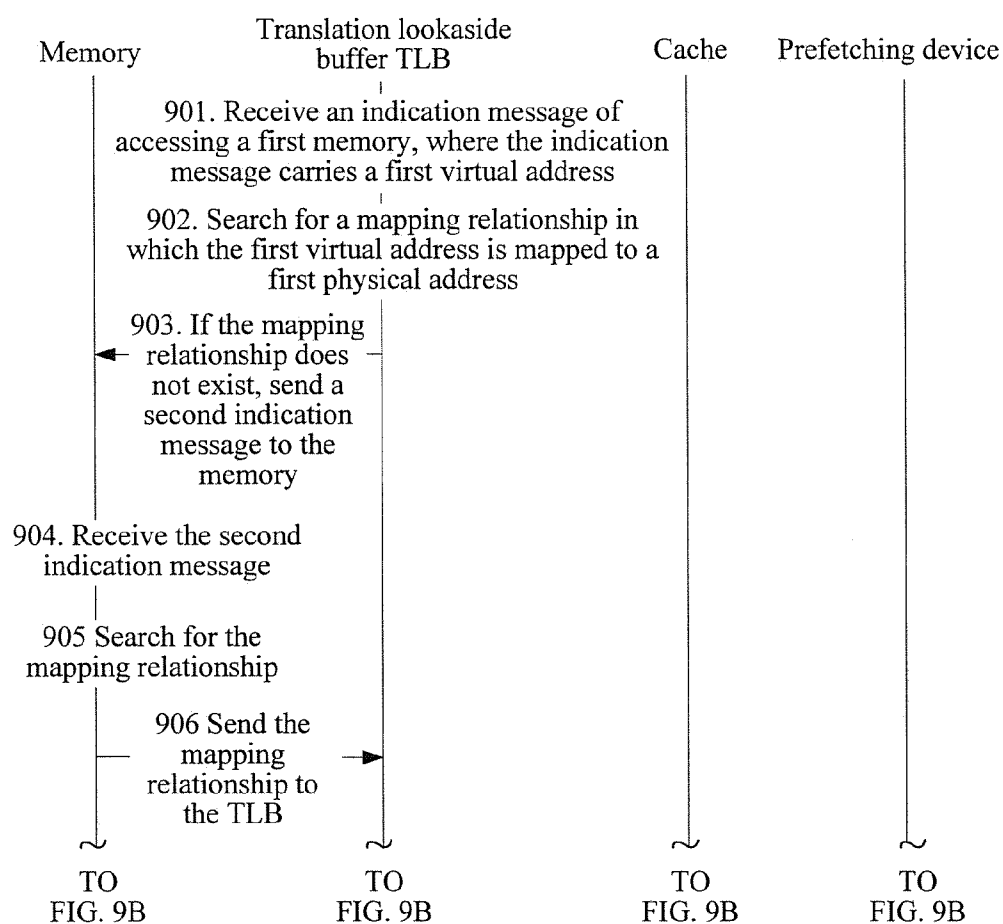 Memory
Translation lookaside
buffer TLB
Cache
Prefetching device
901. Receive an indication message of
accessing a first memory, where the indication
message carries a first virtual address
902. Search for a mapping relationship in
which the first virtual address is mapped to a
first physical address
903. If the mapping
relationship does
not exist, send a
second indication
message to the
memory
904. Receive the second
indication message
905 Search for the
mapping relationship
906 Send the
mapping
relationship to
the TLB
TO
FIG. 9B
TO
FIG. 9B
TO
FIG. 9B
TO
FIG. 9B